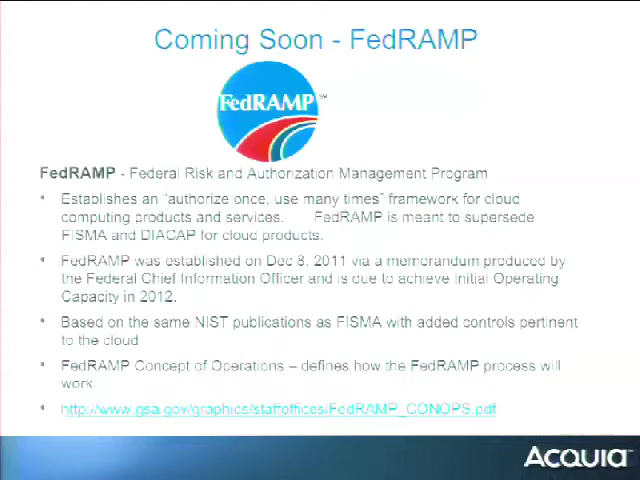 Coming Soon - FedRAMP
FedRAMP SM
FedRAMP - Federal Risk and Authorization Management Program
• Establishes an "authorize once, use many times" framework for cloud
computing products and services. FedRAMP is meant to supersede
FISMA and DIACAP for cloud products.
• FedRAMP was established on Dec 8, 2011 via a memorandum produced by
the Federal Chief Information Officer and is due to achieve Initial Operating
Capacity in 2012.
• Based on the same NIST publications as FISMA with added controls pertinent
to the cloud
• FedRAMP Concept of Operations – defines how the FedRAMP process will
work
• http://www.gsa.gov/graphics/staffoffices/FedRAMP_CONOPS.pdf
Acquia